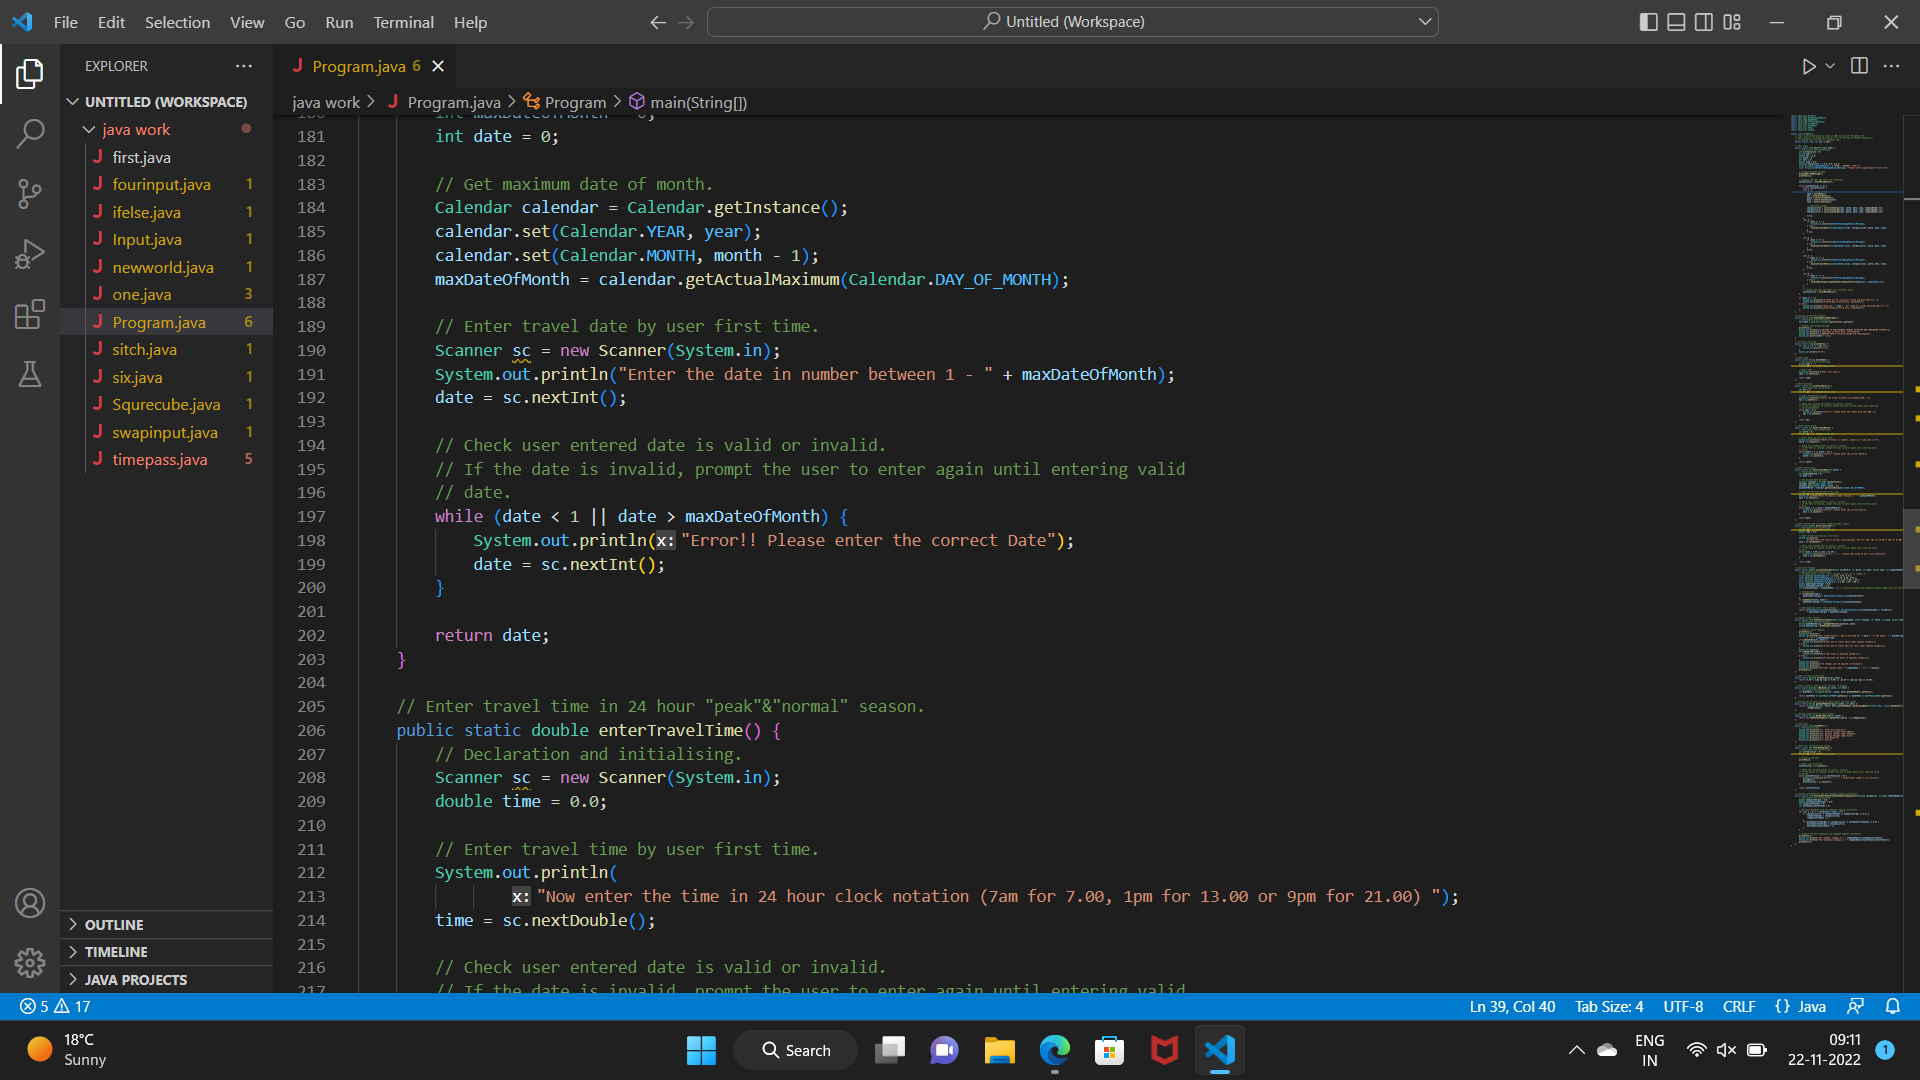 File Edit Selection View Go Run Terminal Help
Untitled (Workspace)
EXPLORER
Program.java 6
UNTITLED (WORKSPACE)
java work > Program.java > Program > main(String[])
java work
first.java
fourinput.java 1
ifelse.java 1
Input.java 1
newworld.java 1
one.java 3
Program.java 6
sitch.java 1
six.java 1
Squrecube.java 1
swapinput.java 1
timepass.java 5
OUTLINE
TIMELINE
JAVA PROJECTS
181 int date = 0;
182
183 // Get maximum date of month.
184 Calendar calendar = Calendar.getInstance();
185 calendar.set(Calendar.YEAR, year);
186 calendar.set(Calendar.MONTH, month - 1);
187 maxDateOfMonth = calendar.getActualMaximum(Calendar.DAY_OF_MONTH);
188
189 // Enter travel date by user first time.
190 Scanner sc = new Scanner(System.in);
191 System.out.println("Enter the date in number between 1 - " + maxDateOfMonth);
192 date = sc.nextInt();
193
194 // Check user entered date is valid or invalid.
195 // If the date is invalid, prompt the user to enter again until entering valid
196 // date.
197 while (date < 1 || date > maxDateOfMonth) {
198 System.out.println(x: "Error!! Please enter the correct Date");
199 date = sc.nextInt();
200 }
201
202 return date;
203 }
204
205 // Enter travel time in 24 hour "peak"&"normal" season.
206 public static double enterTravelTime() {
207 // Declaration and initialising.
208 Scanner sc = new Scanner(System.in);
209 double time = 0.0;
210
211 // Enter travel time by user first time.
212 System.out.println(
213 x: "Now enter the time in 24 hour clock notation (7am for 7.00, 1pm for 13.00 or 9pm for 21.00) ");
214 time = sc.nextDouble();
215
216 // Check user entered date is valid or invalid.
217 // If the date is invalid, prompt the user to enter again until entering valid
5 17
Ln 39, Col 40 Tab Size: 4 UTF-8 CRLF {} Java
18°C
Sunny
Search
ENG
IN
09:11
22-11-2022
1